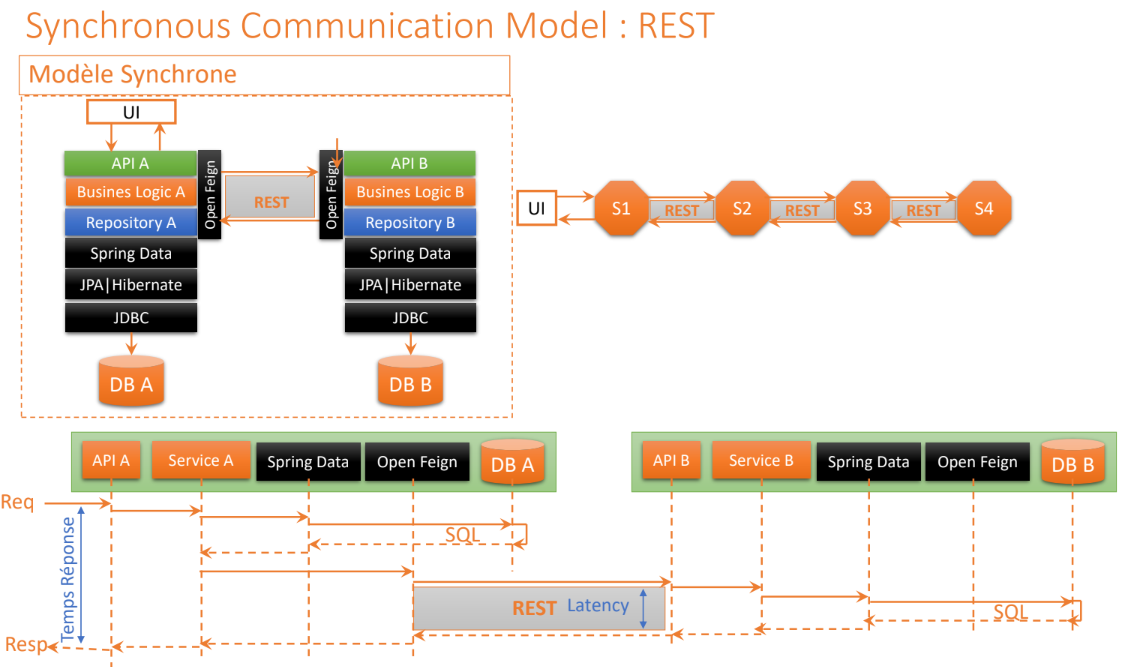 Synchronous Communication Model : REST
Modèle Synchrone
UI
API A
Busines Logic A
Repository A
Spring Data
JPA|Hibernate
JDBC
DB A
Open Feign
REST
Open Feign
API B
Busines Logic B
Repository B
Spring Data
JPA|Hibernate
JDBC
DB B
UI
S1
REST
S2
REST
S3
REST
S4
API A
Service A
Spring Data
Open Feign
DB A
API B
Service B
Spring Data
Open Feign
DB B
Req
Temps Réponse
SQL
REST
Latency
SQL
Resp